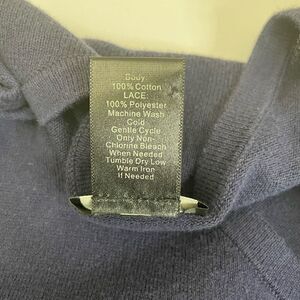 Body:
100% Cotton
LACE:
100% Polyester
Machine Wash
Cold
Gentle Cycle
Only Non-
Chlorine Bleach
When Needed
Tumble Dry Low
Warm Iron
If Needed